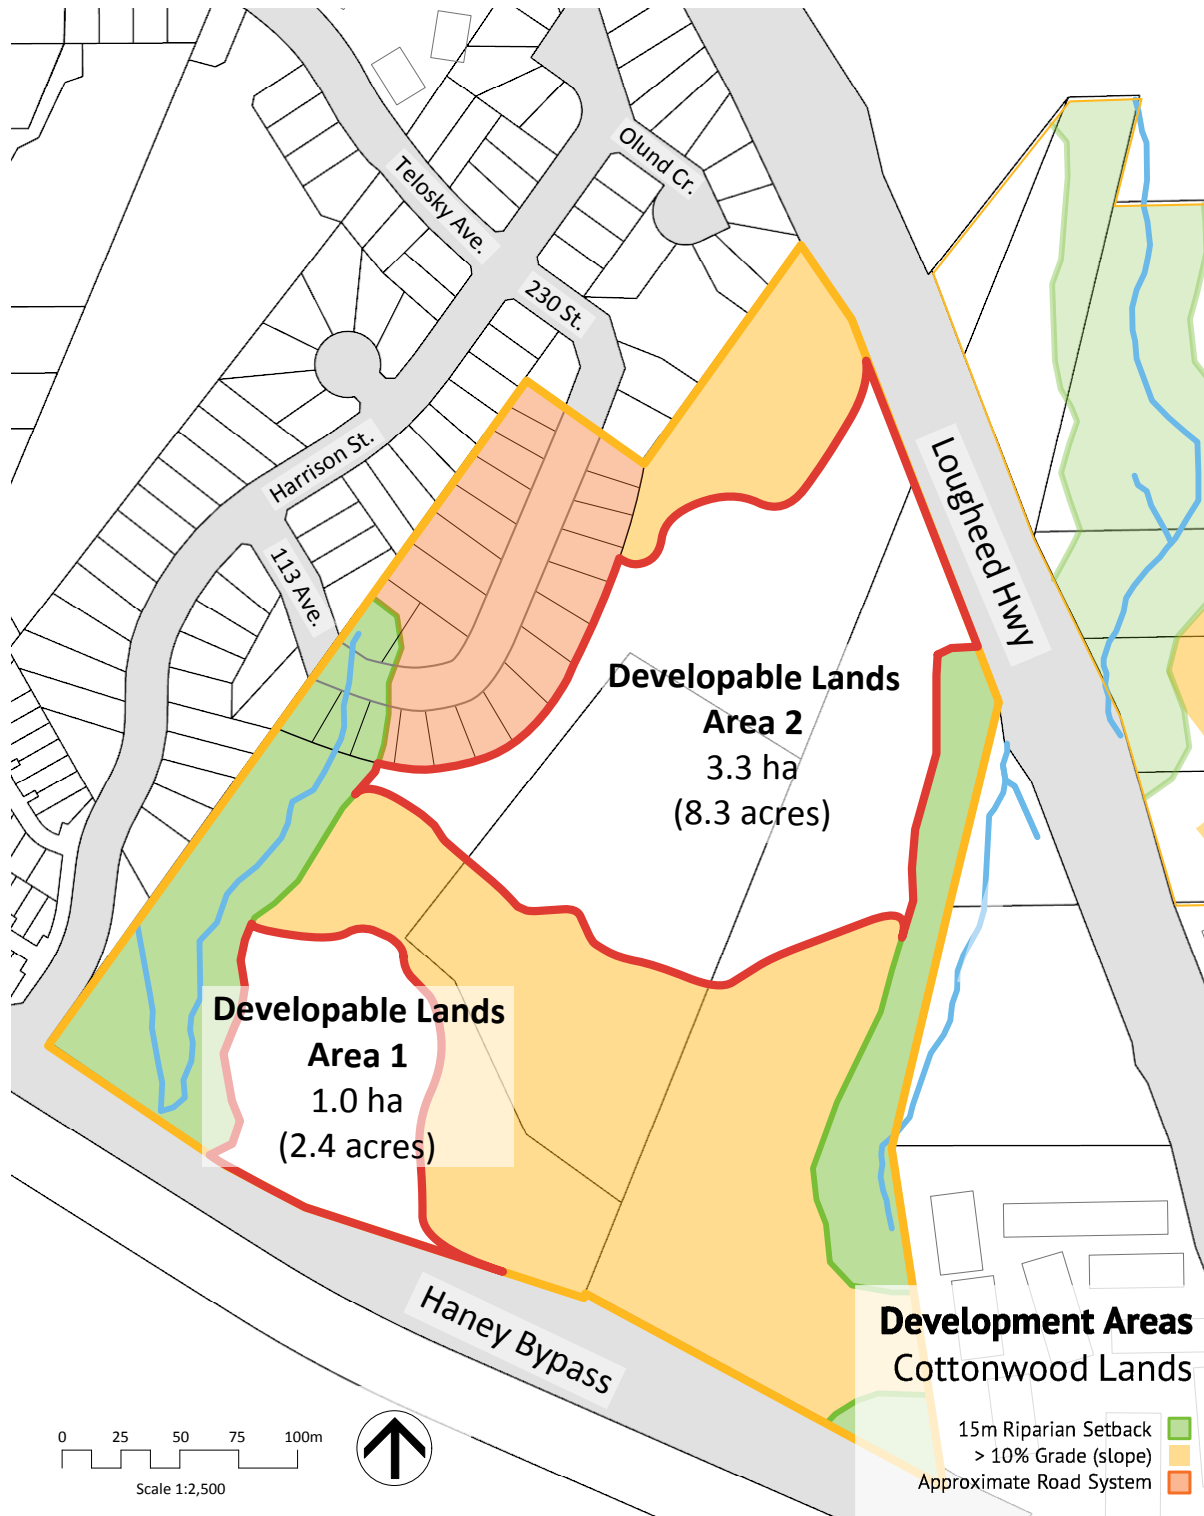 Olund Cr.
Telosky Ave.
230 St.
Harrison St.
113 Ave.
Lougheed Hwy
Developable Lands
Area 2
3.3 ha
(8.3 acres)
Developable Lands
Area 1
1.0 ha
(2.4 acres)
Haney Bypass
Development Areas
Cottonwood Lands
15m Riparian Setback
> 10% Grade (slope)
Approximate Road System
0 25 50 75 100m
Scale 1:2,500